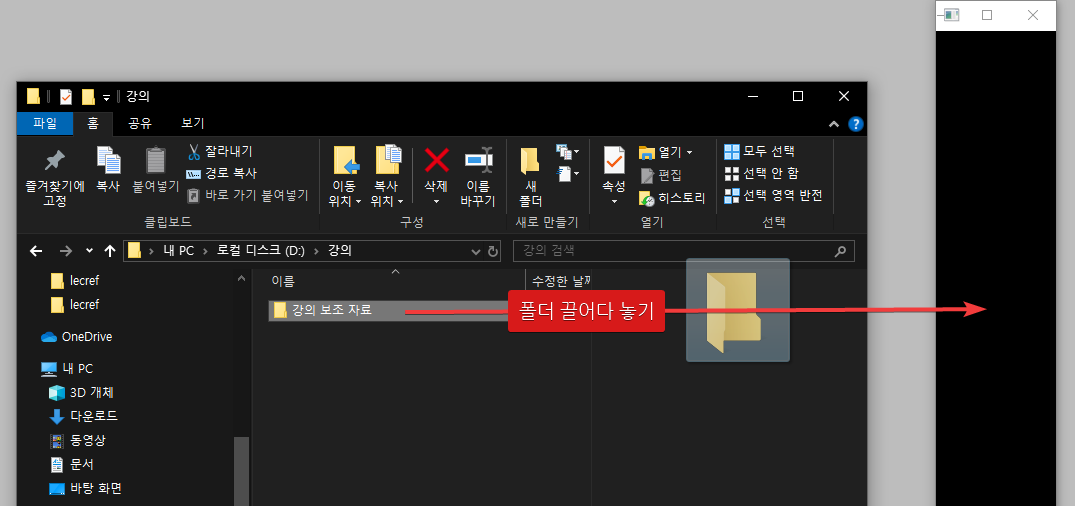 강의
파일 홈 공유 보기
즐겨찾기에
고정
복사
붙여넣기
잘라내기
경로 복사
바로 가기 붙여넣기
클립보드
이동
위치
복사
위치
삭제
이름
바꾸기
구성
새
폴더
새로 만들기
속성
열기
편집
히스토리
열기
모두 선택
선택 안 함
선택 영역 반전
선택
내 PC > 로컬 디스크 (D:) > 강의
강의 검색
lecref
lecref
OneDrive
내 PC
3D 개체
다운로드
동영상
문서
바탕 화면
이름
수정한 날짜
강의 보조 자료
폴더 끌어다 놓기